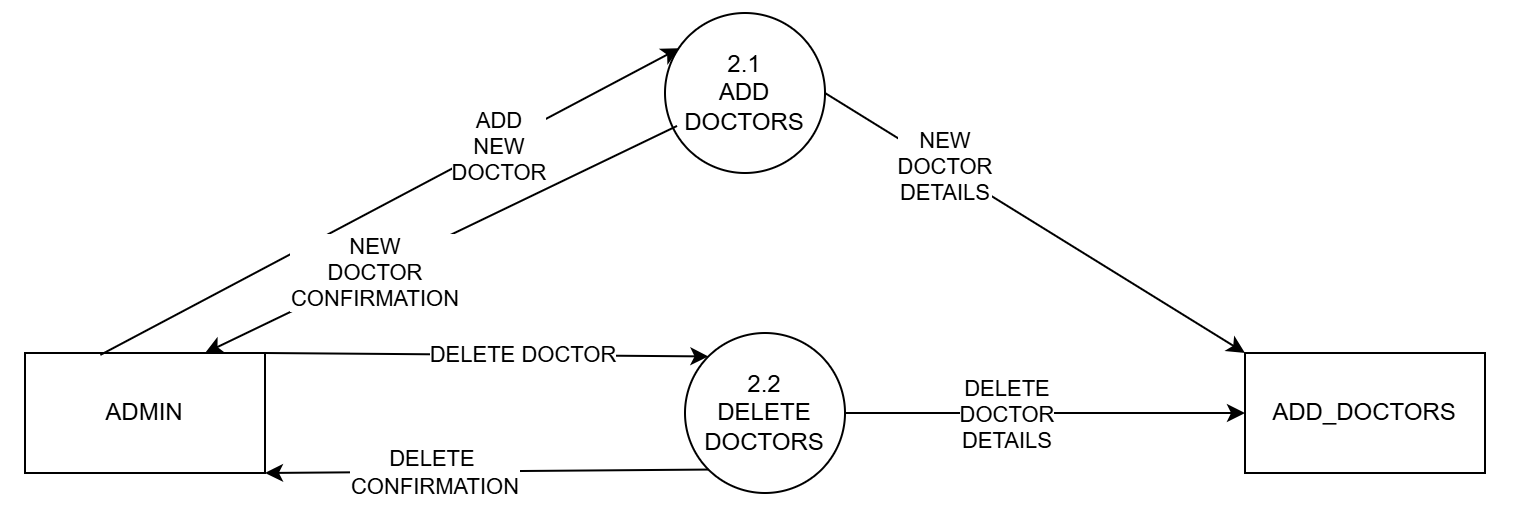 2.1
ADD
DOCTORS
ADD
NEW
DOCTOR
NEW
DOCTOR
DETAILS
NEW
DOCTOR
CONFIRMATION
DELETE DOCTOR
2.2
DELETE
DOCTORS
ADMIN
DELETE
DOCTOR
DETAILS
ADD_DOCTORS
DELETE
CONFIRMATION